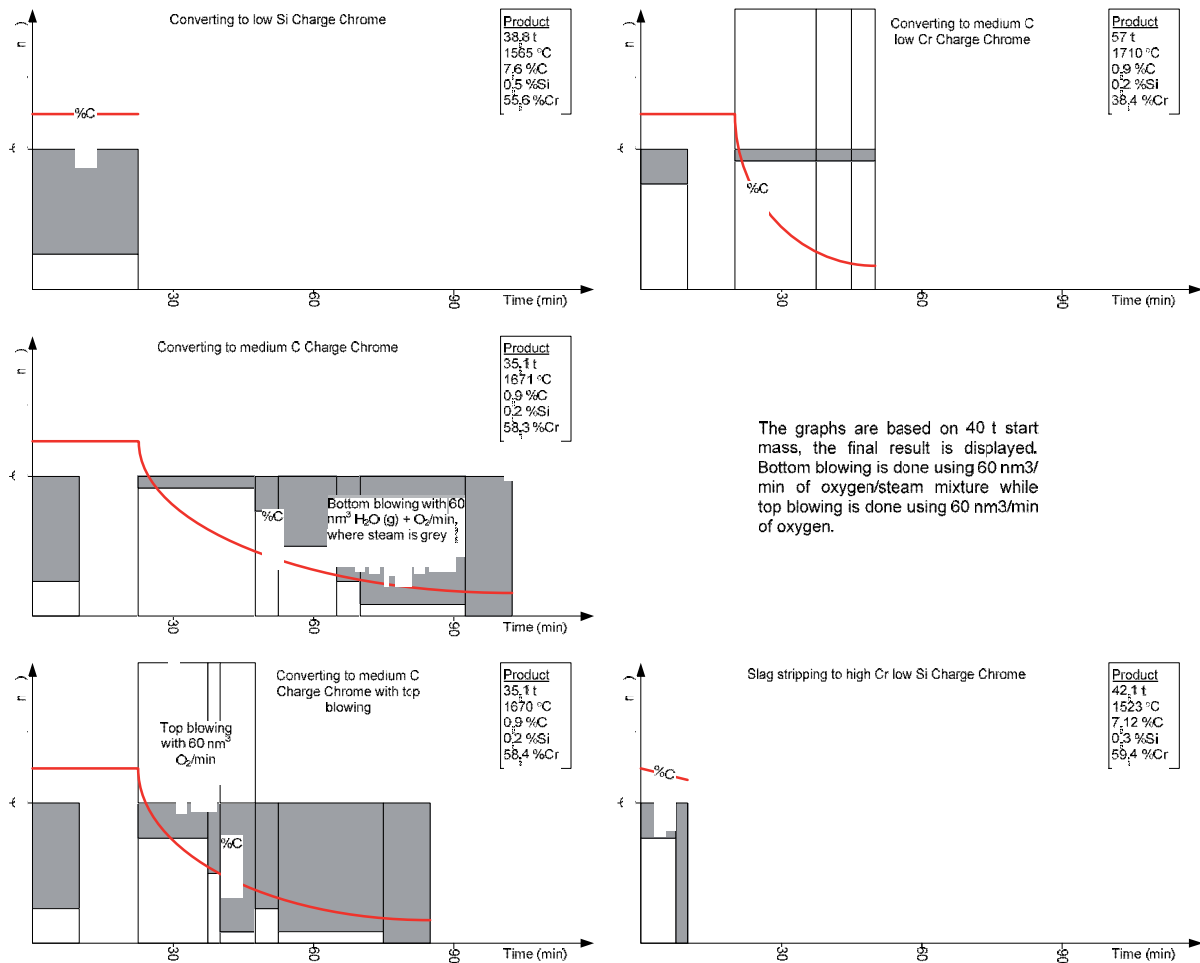 Converting to low Si Charge Chrome
Product
38.8 t
1565 °C
7.6 %C
0.5 %Si
55.6 %Cr
%C
30
60
90
Time (min)
Converting to medium C
low Cr Charge Chrome
Product
57 t
1710 °C
0.9 %C
0.2 %Si
38.4 %Cr
%C
30
60
90
Time (min)
Converting to medium C Charge Chrome
Product
35.1 t
1671 °C
0.9 %C
0.2 %Si
58.3 %Cr
%C
Bottom blowing with 60
nm³ H₂O (g) + O₂/min,
where steam is grey
30
60
90
Time (min)
The graphs are based on 40 t start
mass, the final result is displayed.
Bottom blowing is done using 60 nm3/
min of oxygen/steam mixture while
top blowing is done using 60 nm3/min
of oxygen.
Converting to medium C
Charge Chrome with top
blowing
Product
35.1 t
1670 °C
0.9 %C
0.2 %Si
58.4 %Cr
Top blowing
with 60 nm³
O₂/min
%C
30
60
90
Time (min)
Slag stripping to high Cr low Si Charge Chrome
Product
42.1 t
1523 °C
7.12 %C
0.3 %Si
59.4 %Cr
%C
30
60
90
Time (min)